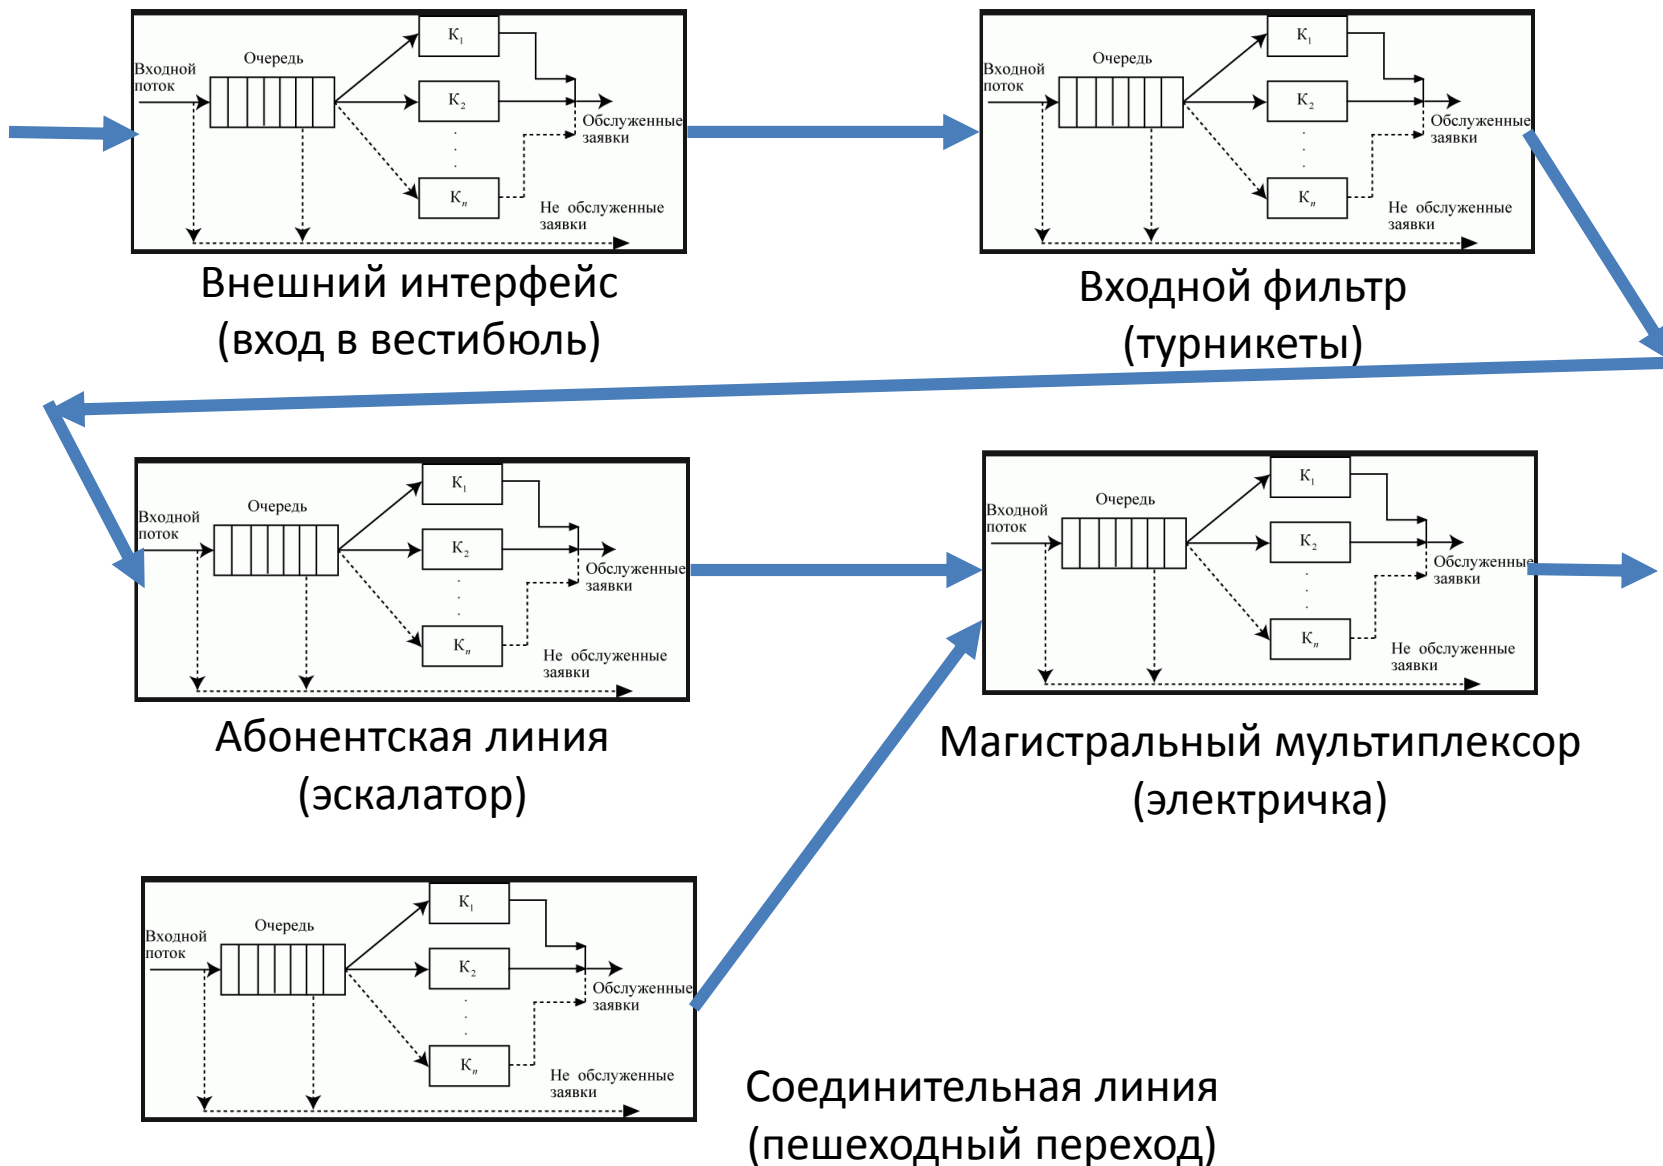 Входной
поток
Очередь
К₁
К₂
Кₙ
Обслуженные
заявки
Не обслуженные
заявки
Внешний интерфейс
(вход в вестибюль)
Входной
поток
Очередь
К₁
К₂
Кₙ
Обслуженные
заявки
Не обслуженные
заявки
Входной фильтр
(турникеты)
Входной
поток
Очередь
К₁
К₂
Кₙ
Обслуженные
заявки
Не обслуженные
заявки
Абонентская линия
(эскалатор)
Входной
поток
Очередь
К₁
К₂
Кₙ
Обслуженные
заявки
Не обслуженные
заявки
Магистральный мультиплексор
(электричка)
Входной
поток
Очередь
К₁
К₂
Кₙ
Обслуженные
заявки
Не обслуженные
заявки
Соединительная линия
(пешеходный переход)